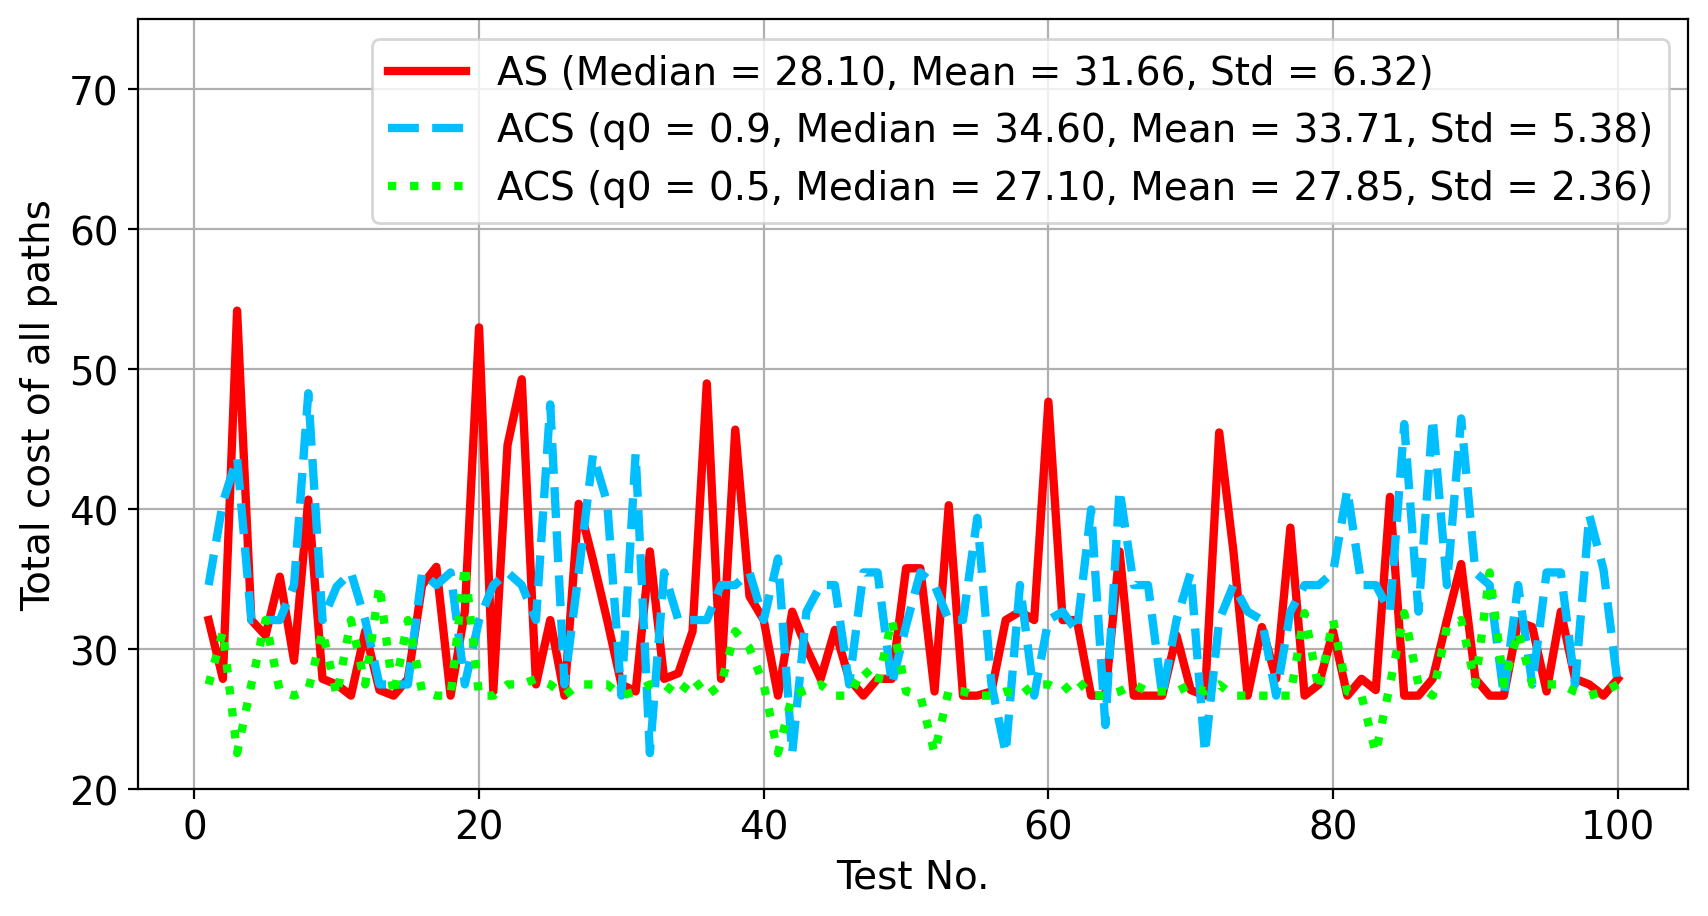 AS (Median = 28.10, Mean = 31.66, Std = 6.32)
ACS (q0 = 0.9, Median = 34.60, Mean = 33.71, Std = 5.38)
ACS (q0 = 0.5, Median = 27.10, Mean = 27.85, Std = 2.36)
Total cost of all paths
70
60
50
40
30
20
0 20 40 60 80 100
Test No.